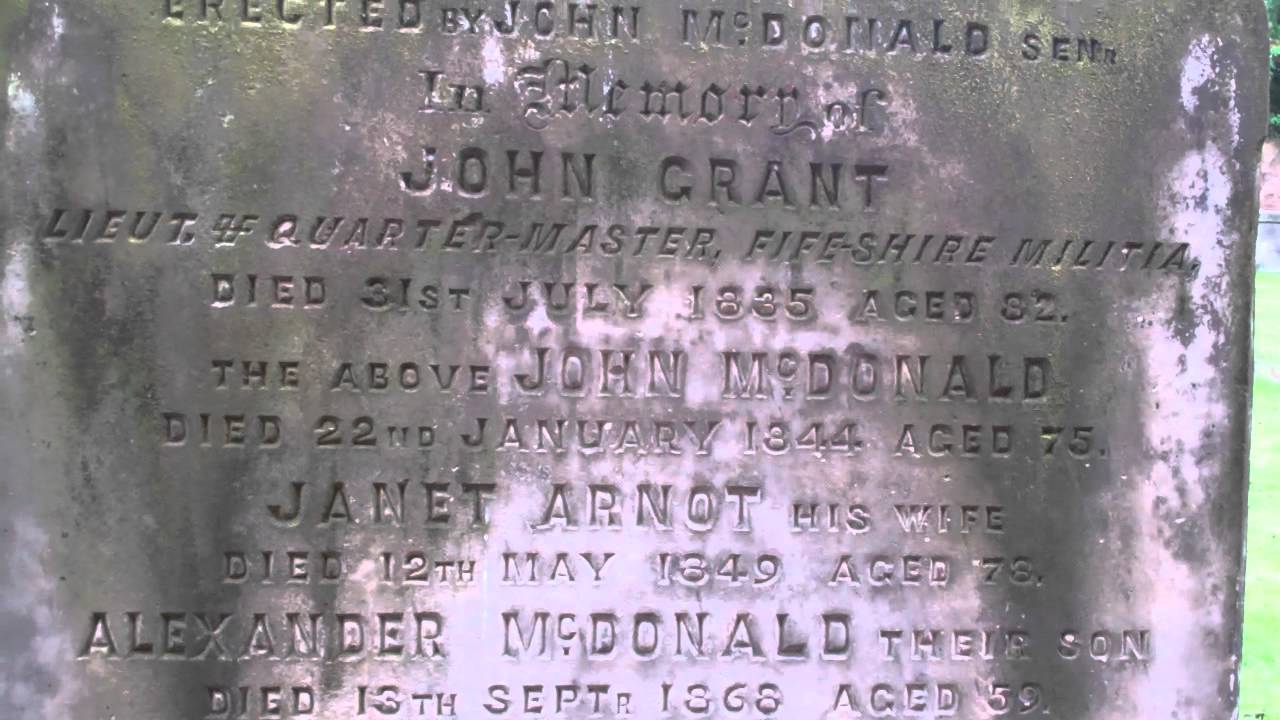 ERECTED BY JOHN McDONALD SENR
In Memory of
JOHN GRANT
LIEUT. & QUARTER-MASTER, FIFE-SHIRE MILITIA,
DIED 31ST JULY 1835 AGED 82.
THE ABOVE JOHN McDONALD
DIED 22ND JANUARY 1844 AGED 75.
JANET ARNOT HIS WIFE
DIED 12TH MAY 1849 AGED 78.
ALEXANDER McDONALD THEIR SON
DIED 13TH SEPTR 1868 AGED 59.